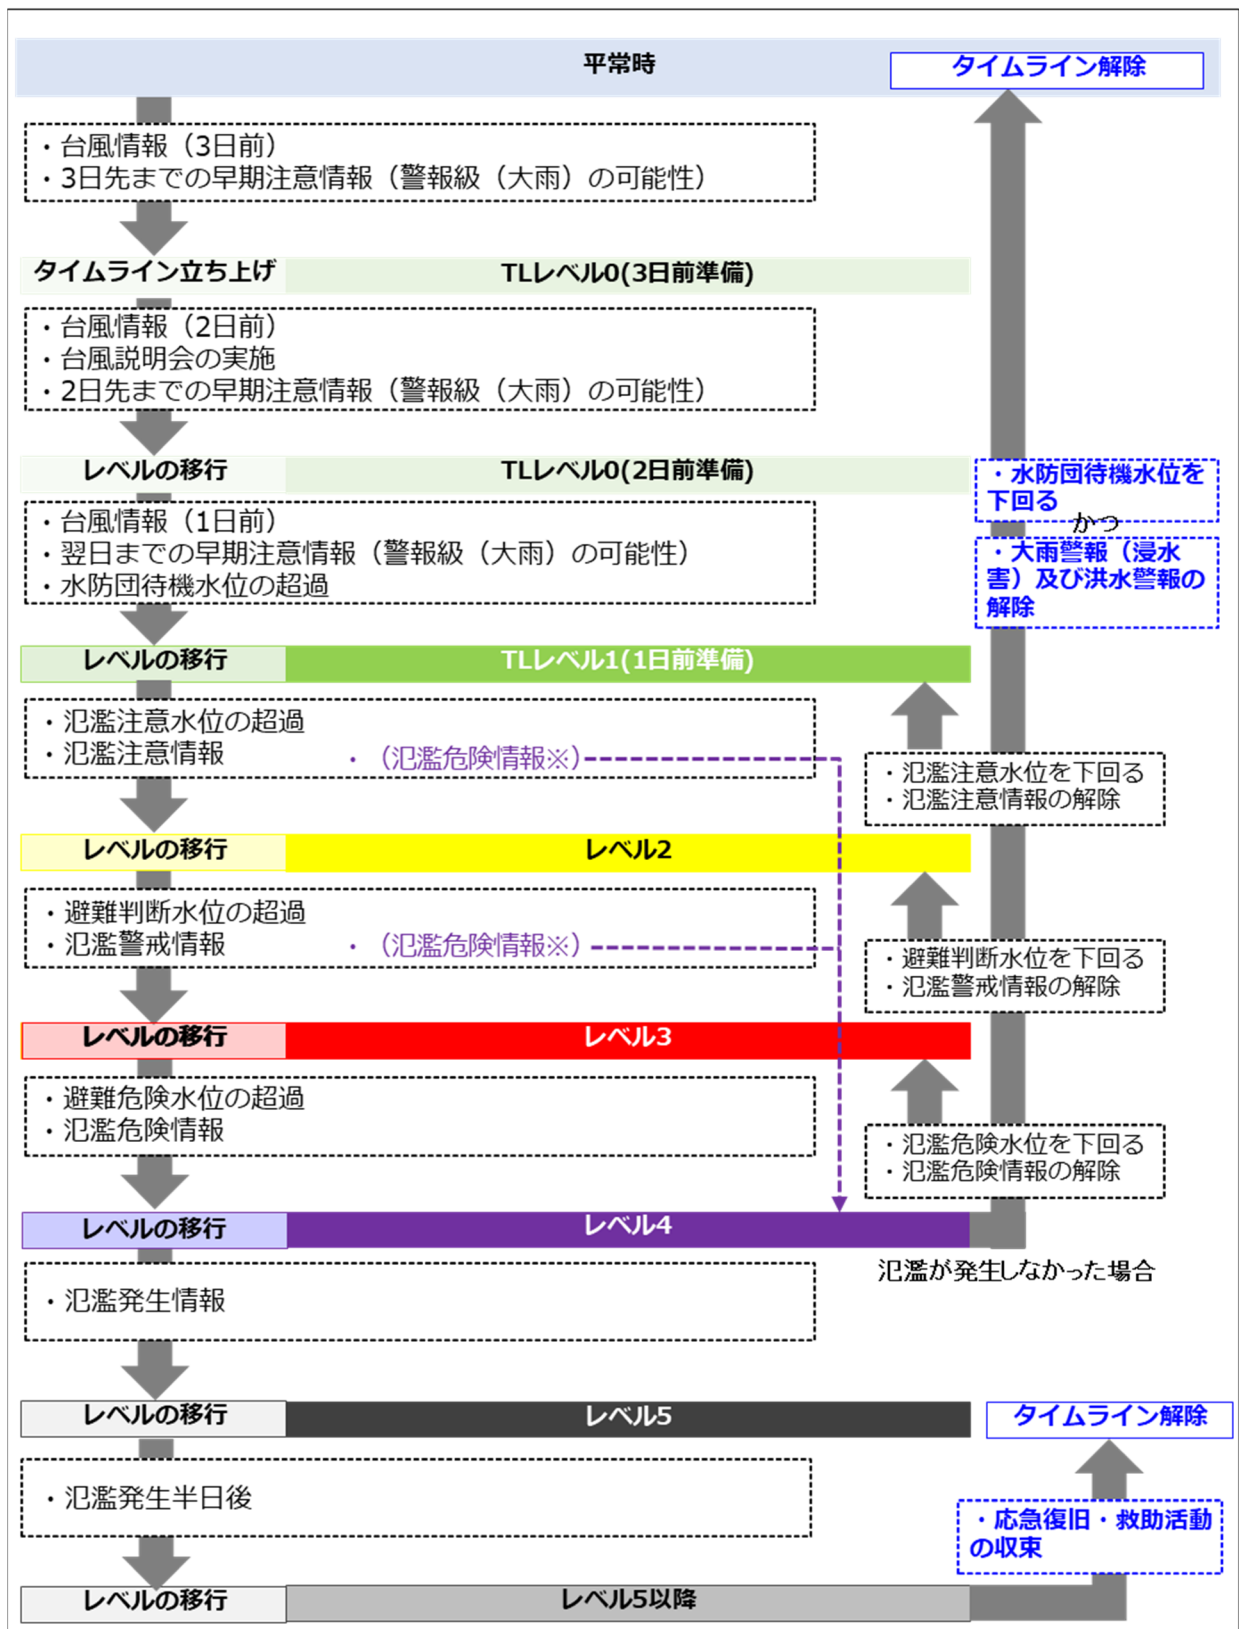 平常時
タイムライン解除
・台風情報（3日前）
・3日先までの早期注意情報（警報級（大雨）の可能性）
タイムライン立ち上げ
TLレベル0(3日前準備)
・台風情報（2日前）
・台風説明会の実施
・2日先までの早期注意情報（警報級（大雨）の可能性）
レベルの移行
TLレベル0(2日前準備)
・水防団待機水位を
下回る
かつ
・大雨警報（浸水
害）及び洪水警報の
解除
・台風情報（1日前）
・翌日までの早期注意情報（警報級（大雨）の可能性）
・水防団待機水位の超過
レベルの移行
TLレベル1(1日前準備)
・氾濫注意水位の超過
・氾濫注意情報
・（氾濫危険情報※）
・氾濫注意水位を下回る
・氾濫注意情報の解除
レベルの移行
レベル2
・避難判断水位の超過
・氾濫警戒情報
・（氾濫危険情報※）
・避難判断水位を下回る
・氾濫警戒情報の解除
レベルの移行
レベル3
・避難危険水位の超過
・氾濫危険情報
・氾濫危険水位を下回る
・氾濫危険情報の解除
レベルの移行
レベル4
氾濫が発生しなかった場合
・氾濫発生情報
レベルの移行
レベル5
タイムライン解除
・氾濫発生半日後
・応急復旧・救助活動
の収束
レベルの移行
レベル5以降